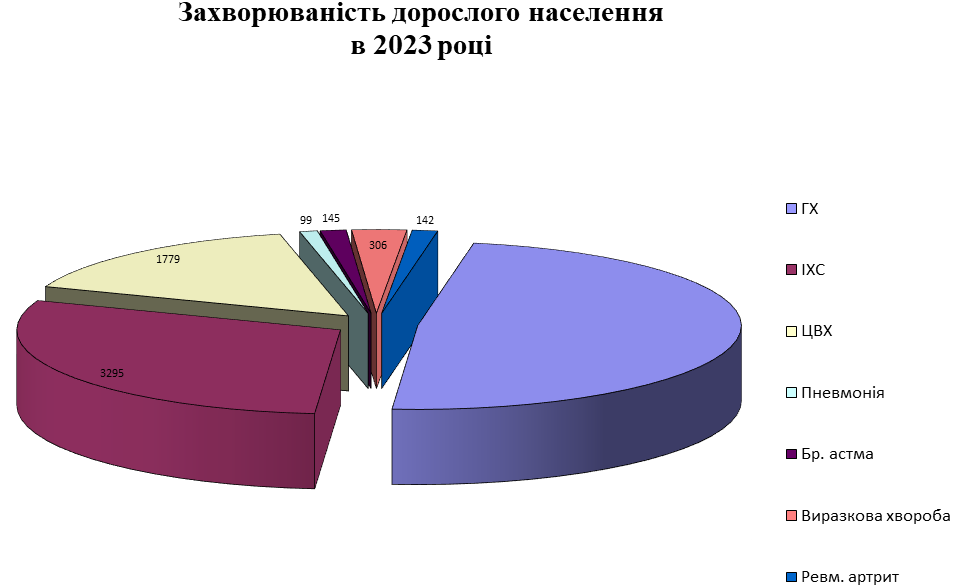 Захворюваність дорослого населення
в 2023 році
99
145
306
142
1779
3295
ГХ
ІХС
ЦВХ
Пневмонія
Бр. астма
Виразкова хвороба
Ревм. артрит